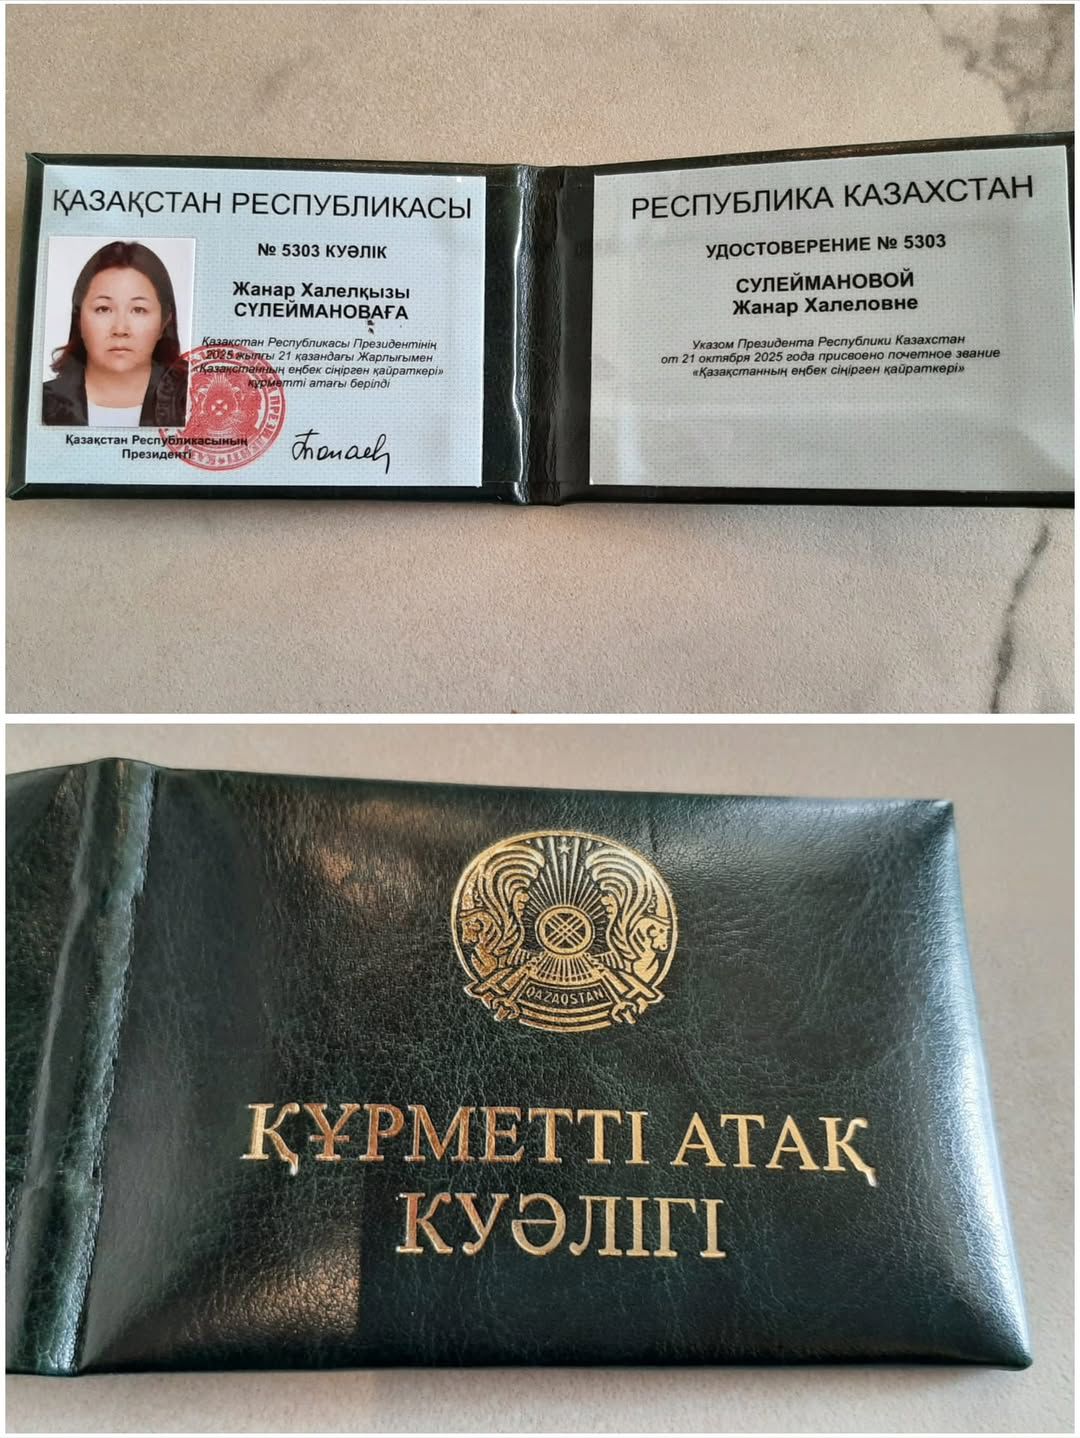 ҚАЗАҚСТАН РЕСПУБЛИКАСЫ
№ 5303 КУӘЛІК
Жанар Халелқызы
СҮЛЕЙМАНОВАҒА
Қазақстан Республикасы Президентінің
2025 жылғы 21 қазандағы Жарлығымен
«Қазақстанның еңбек сіңірген қайраткері»
құрметті атағы берілді
Қазақстан Республикасының
Президенті
РЕСПУБЛИКА КАЗАХСТАН
УДОСТОВЕРЕНИЕ № 5303
СУЛЕЙМАНОВОЙ
Жанар Халеловне
Указом Президента Республики Казахстан
от 21 октября 2025 года присвоено почетное звание
«Қазақстанның еңбек сіңірген қайраткері»
QAZAQSTAN
ҚҰРМЕТТІ АТАҚ
КУӘЛІГІ